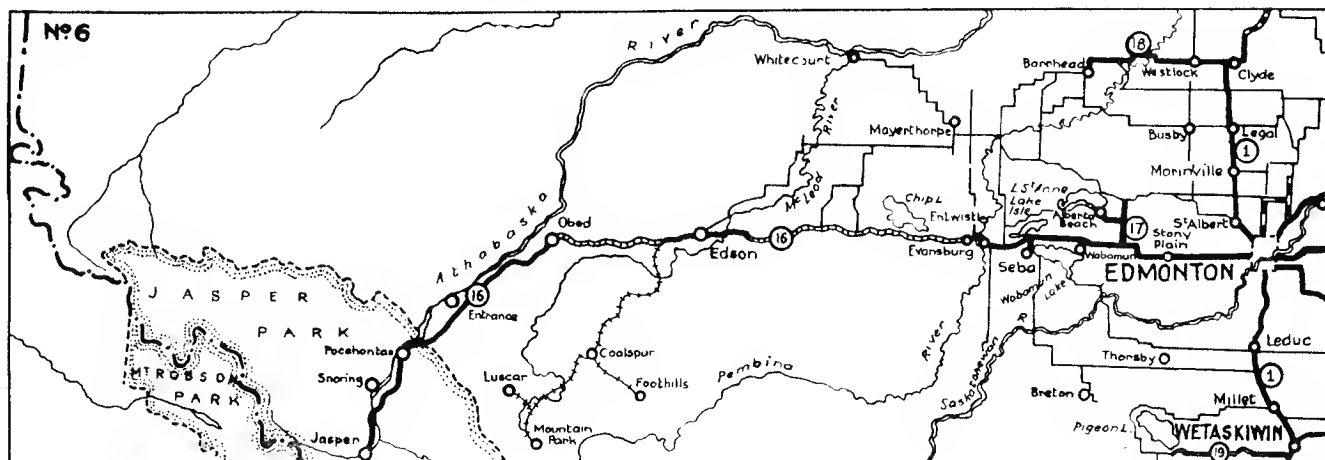 Nº6
River
Athabaska
Whitecourt
Barrhead
18
Westlock
Clyde
Mayerthorpe
Busby
Legal
1
Morinville
River
McLeod
Chip L
Entwistle
L St Anne
Lake
Isle
Alberta
Beach
17
St Albert
Stony
Plain
Obed
Edson
16
Evansburg
Seba
Wabamun
EDMONTON
Wabamun
Lake
JASPER
PARK
16
Entrance
Pocahontas
Snaring
MT ROBSON
PARK
Jasper
Luscar
Coalspur
Foothills
Mountain
Park
Pembina
River
Saskatchewan
R
Thorsby
Breton
Leduc
1
Millet
Pigeon L
WETASKIWIN
19